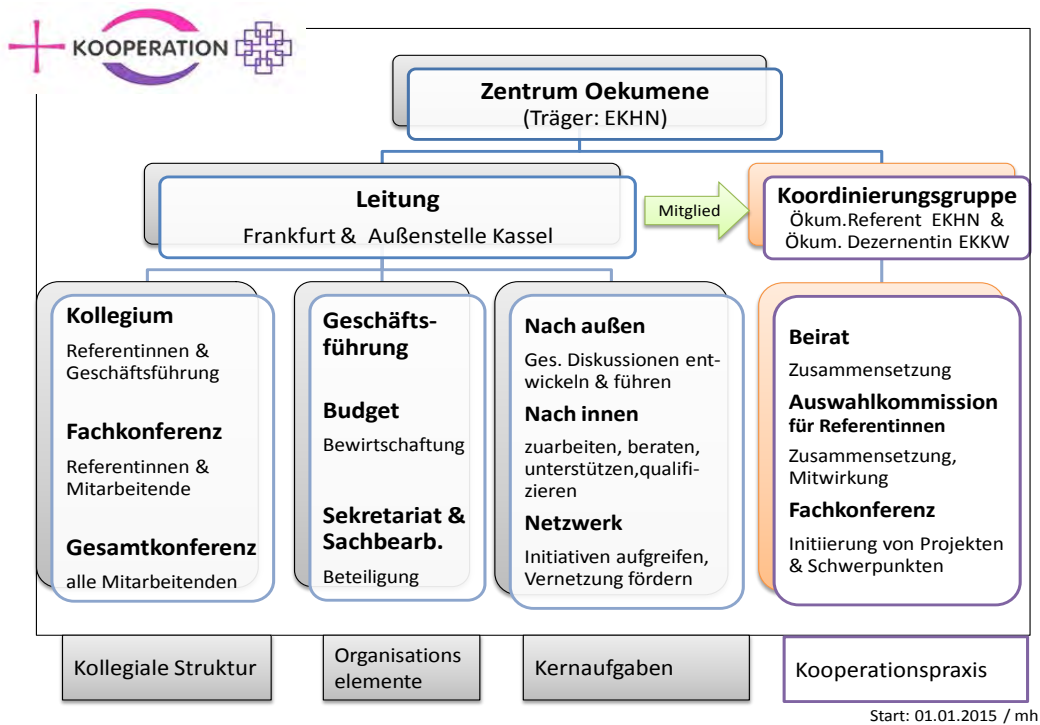 KOOPERATION
Zentrum Oekumene
(Träger: EKHN)
Leitung
Frankfurt & Außenstelle Kassel
Mitglied
Koordinierungsgruppe
Ökum.Referent EKHN &
Ökum. Dezernentin EKKW
Kollegium
Referentinnen &
Geschäftsführung
Fachkonferenz
Referentinnen &
Mitarbeitende
Gesamtkonferenz
alle Mitarbeitenden
Geschäfts-
führung
Budget
Bewirtschaftung
Sekretariat &
Sachbearb.
Beteiligung
Nach außen
Ges. Diskussionen ent-
wickeln & führen
Nach innen
zuarbeiten, beraten,
unterstützen,qualifi-
zieren
Netzwerk
Initiativen aufgreifen,
Vernetzung fördern
Beirat
Zusammensetzung
Auswahlkommission
für Referentinnen
Zusammensetzung,
Mitwirkung
Fachkonferenz
Initiierung von Projekten
& Schwerpunkten
Kollegiale Struktur
Organisations
elemente
Kernaufgaben
Kooperationspraxis
Start: 01.01.2015 / mh